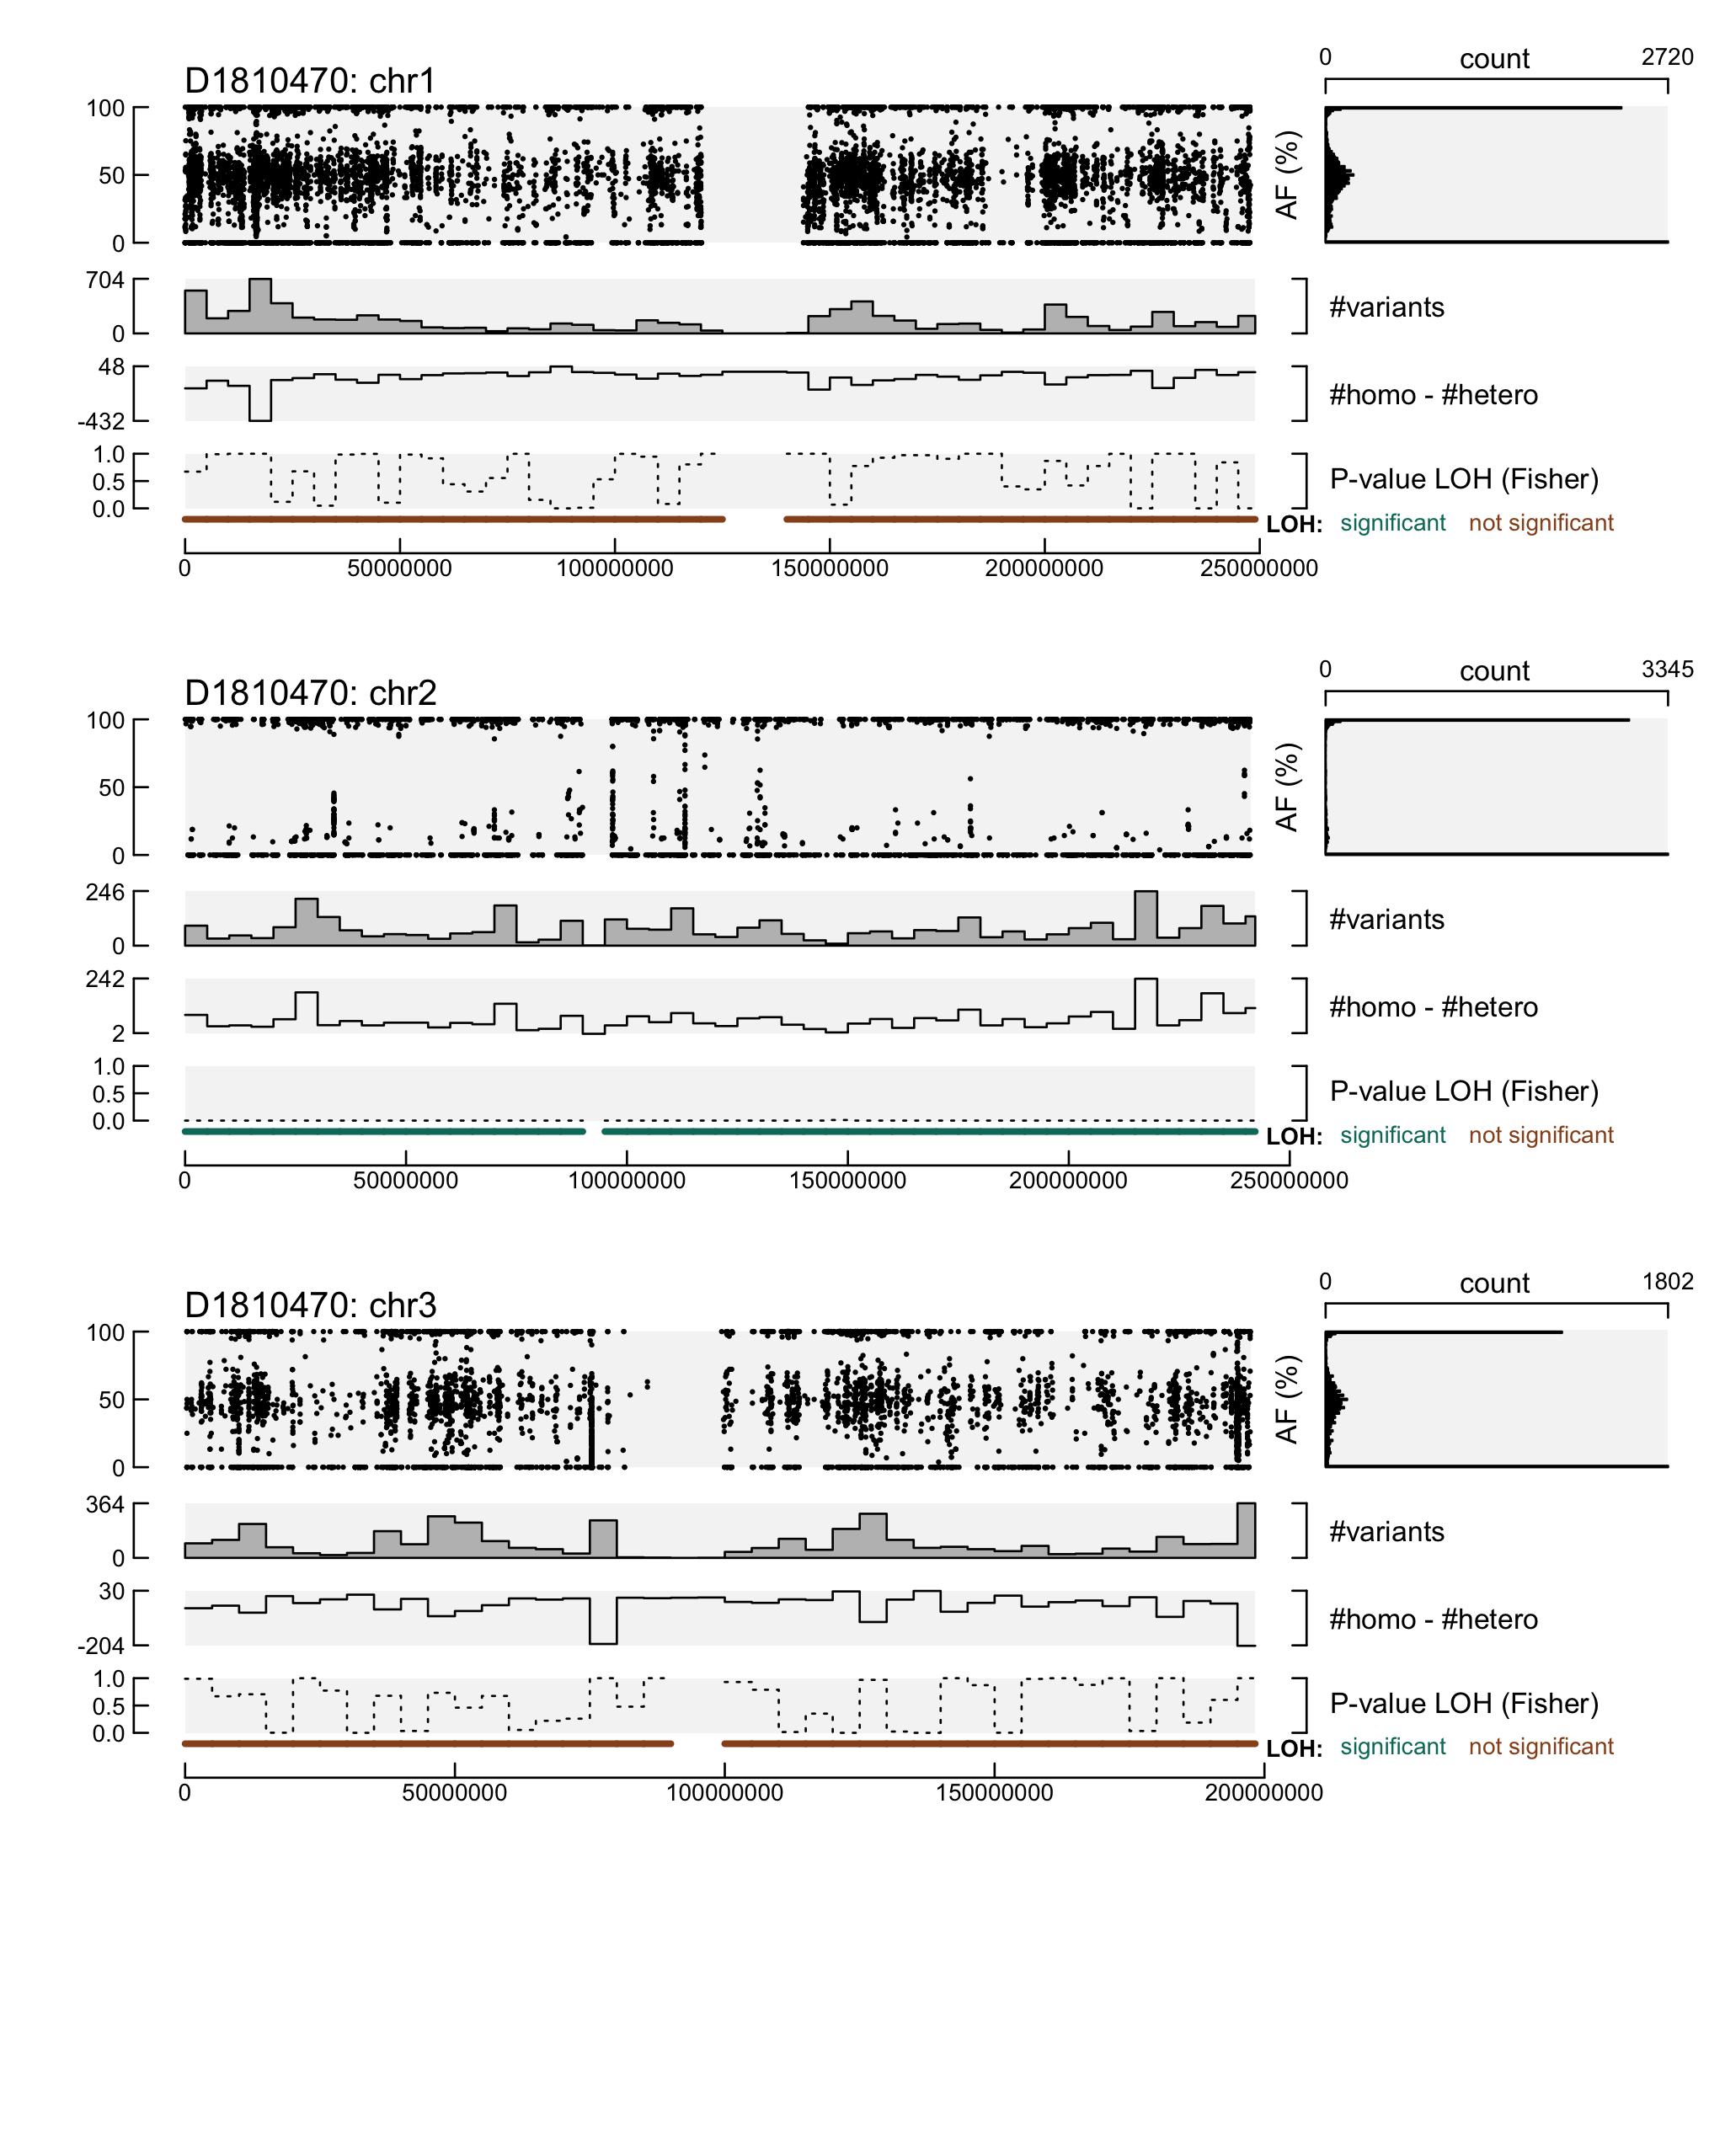 0 count 2720
D1810470: chr1
100
50
0
AF (%)
704
0
#variants
48
-432
#homo - #hetero
1.0
0.5
0.0
P-value LOH (Fisher)
LOH: significant not significant
0 50000000 100000000 150000000 200000000 250000000
0 count 3345
D1810470: chr2
100
50
0
AF (%)
246
0
#variants
242
2
#homo - #hetero
1.0
0.5
0.0
P-value LOH (Fisher)
LOH: significant not significant
0 50000000 100000000 150000000 200000000 250000000
0 count 1802
D1810470: chr3
100
50
0
AF (%)
364
0
#variants
30
-204
#homo - #hetero
1.0
0.5
0.0
P-value LOH (Fisher)
LOH: significant not significant
0 50000000 100000000 150000000 200000000